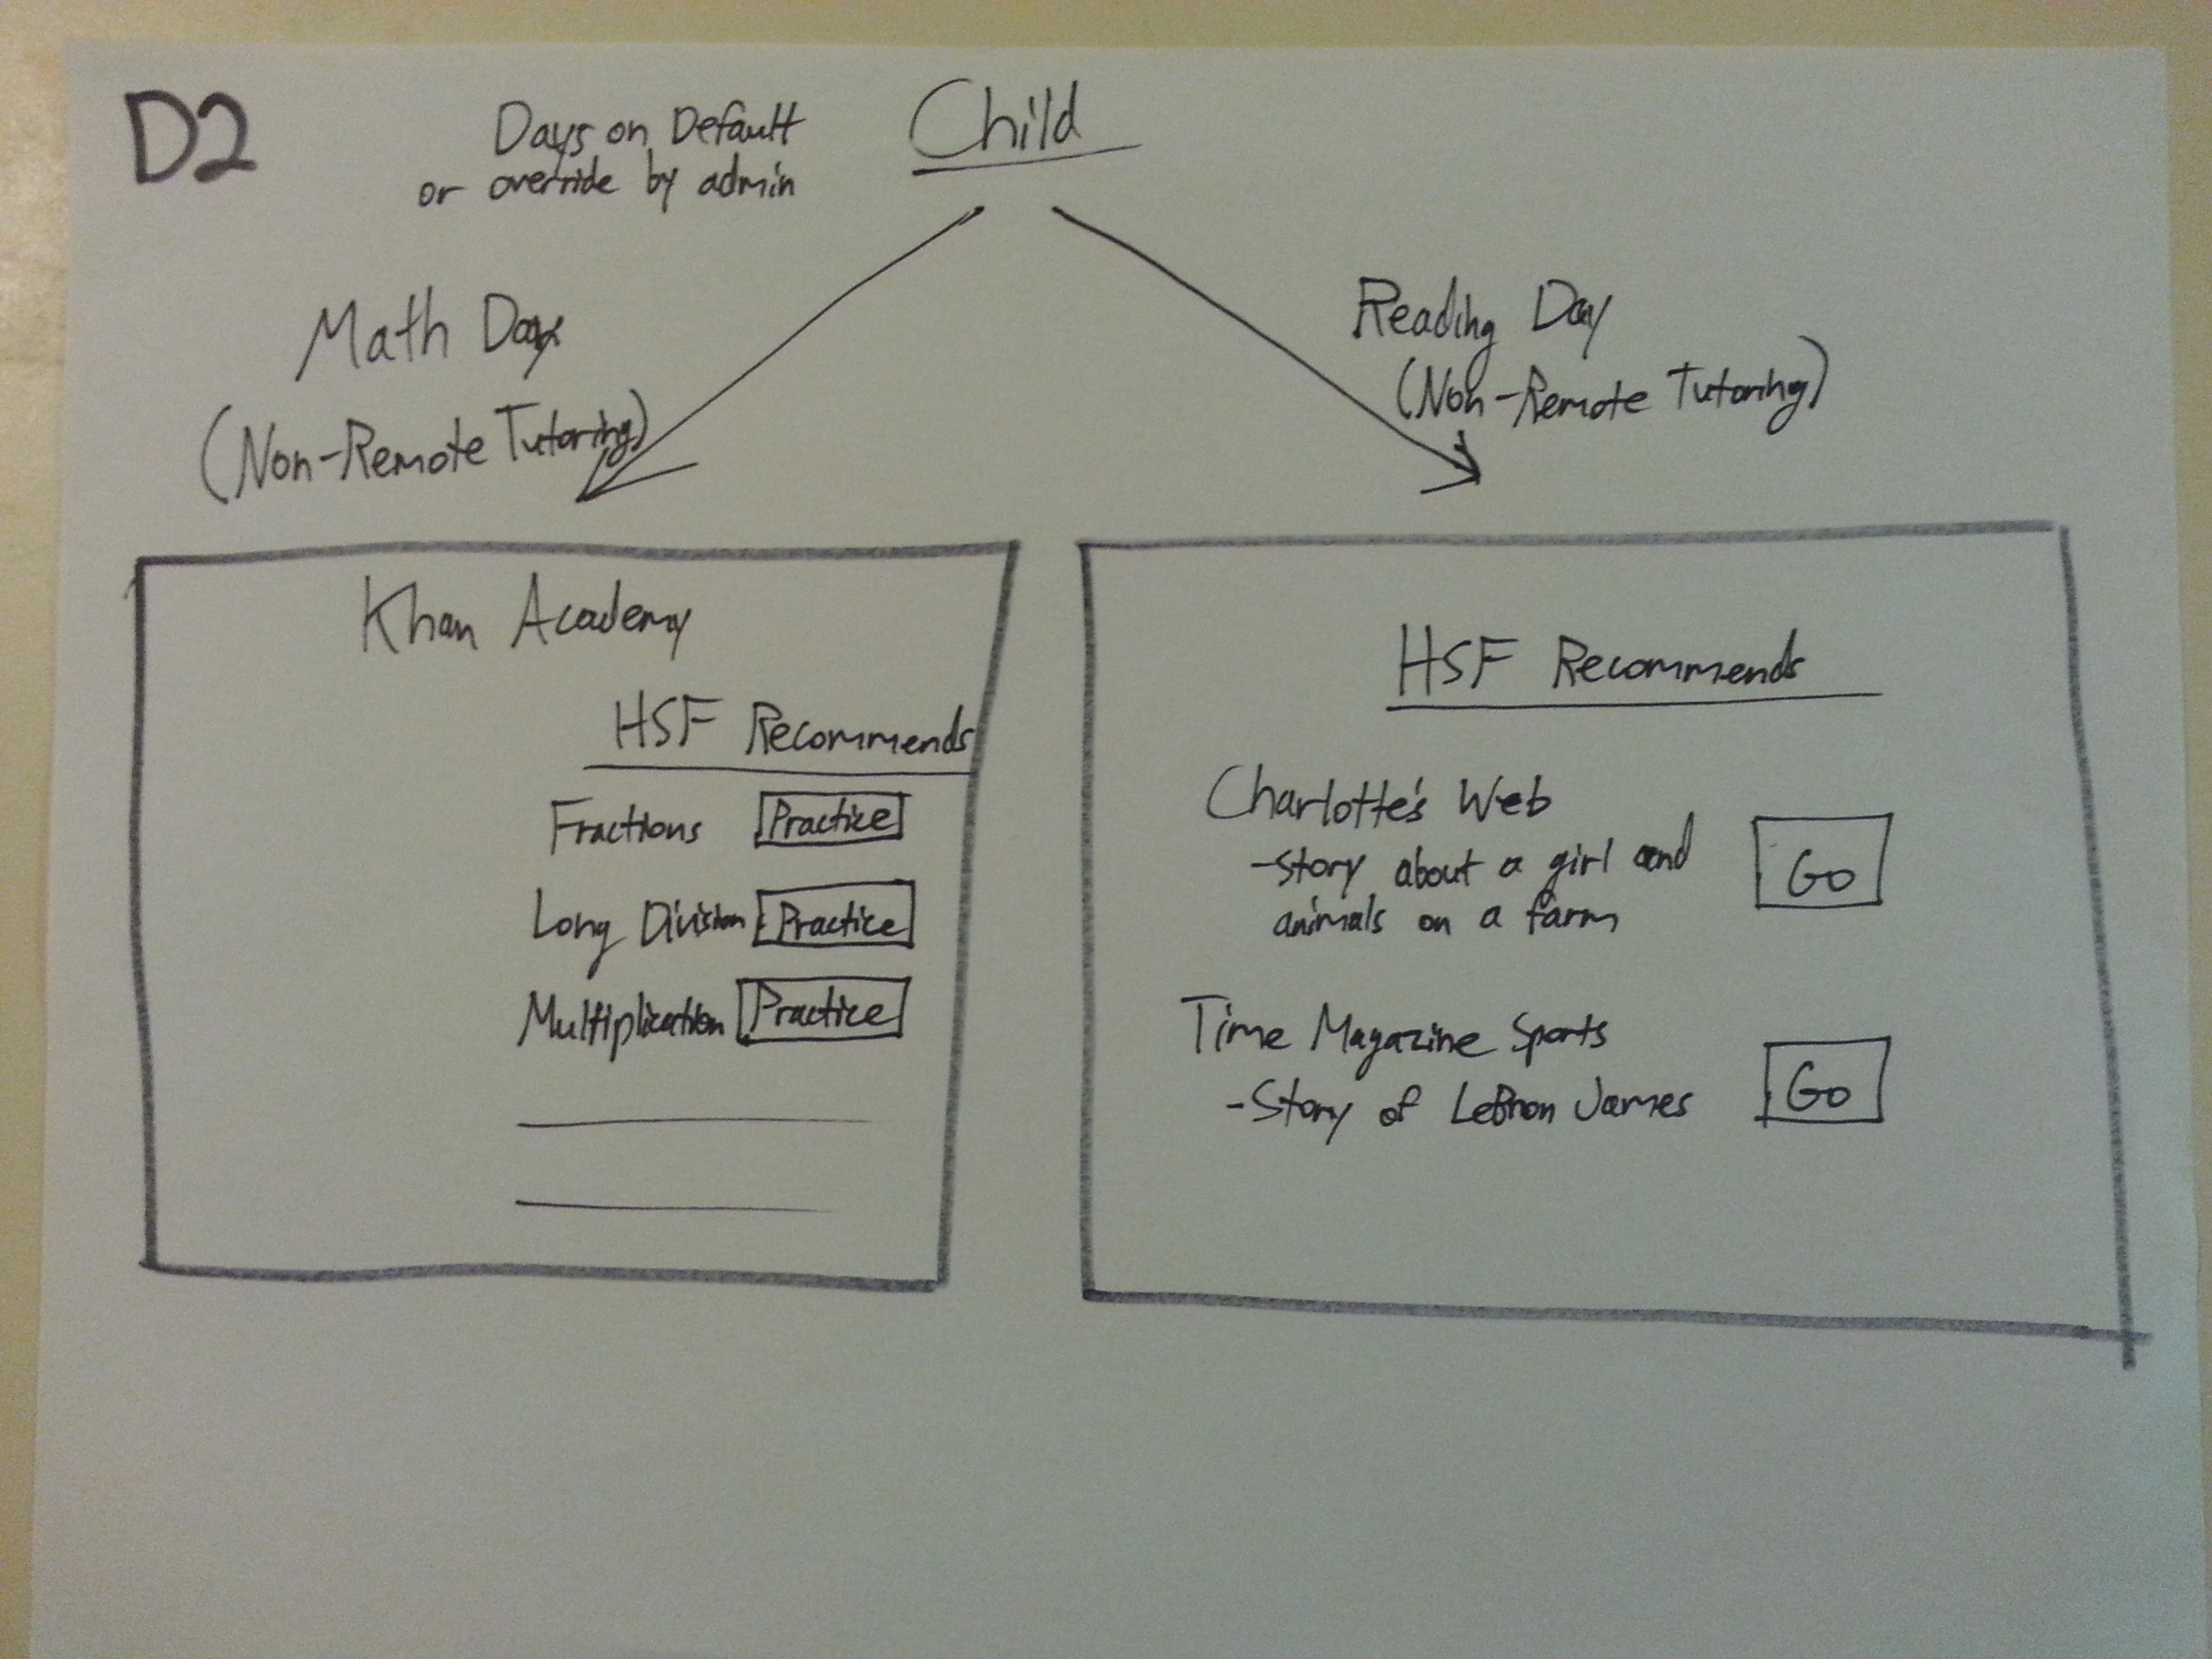 D2
Days on Default
or override by admin
Child
Math Day
(Non-Remote Tutoring)
Reading Day
(Non-Remote Tutoring)
Khan Academy
HSF Recommends
Fractions Practice
Long Division Practice
Multiplication Practice
HSF Recommends
Charlotte's Web
-Story about a girl and
animals on a farm
Go
Time Magazine Sports
-Story of LeBron James
Go